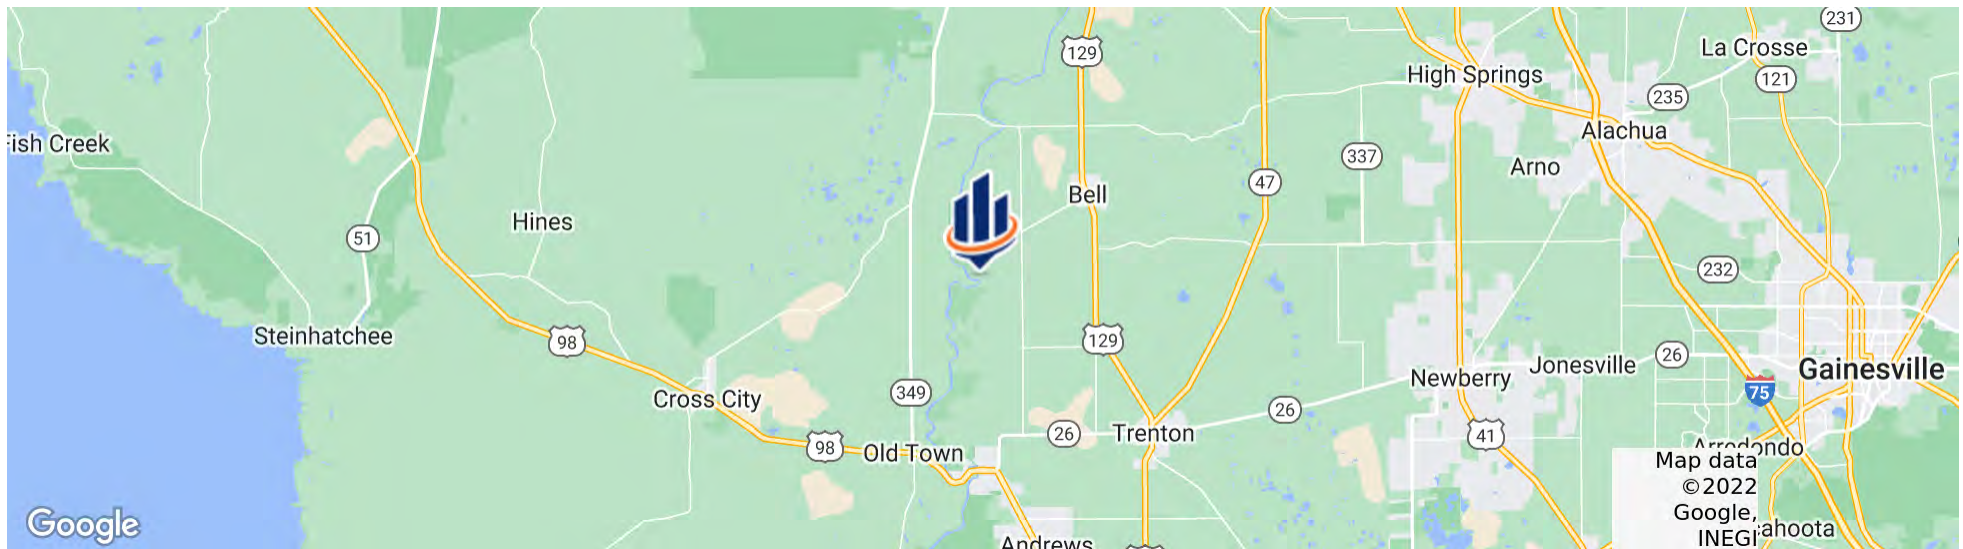 231
La Crosse
129
High Springs
121
235
Alachua
Fish Creek
337
Arno
47
Bell
Hines
51
232
Steinhatchee
98
129
26
Jonesville
Gainesville
Newberry
75
349
Cross City
26
41
26
Trenton
98
Old Town
Arredondo
Map data
©2022
Google,
INEGI
Google
Andrews